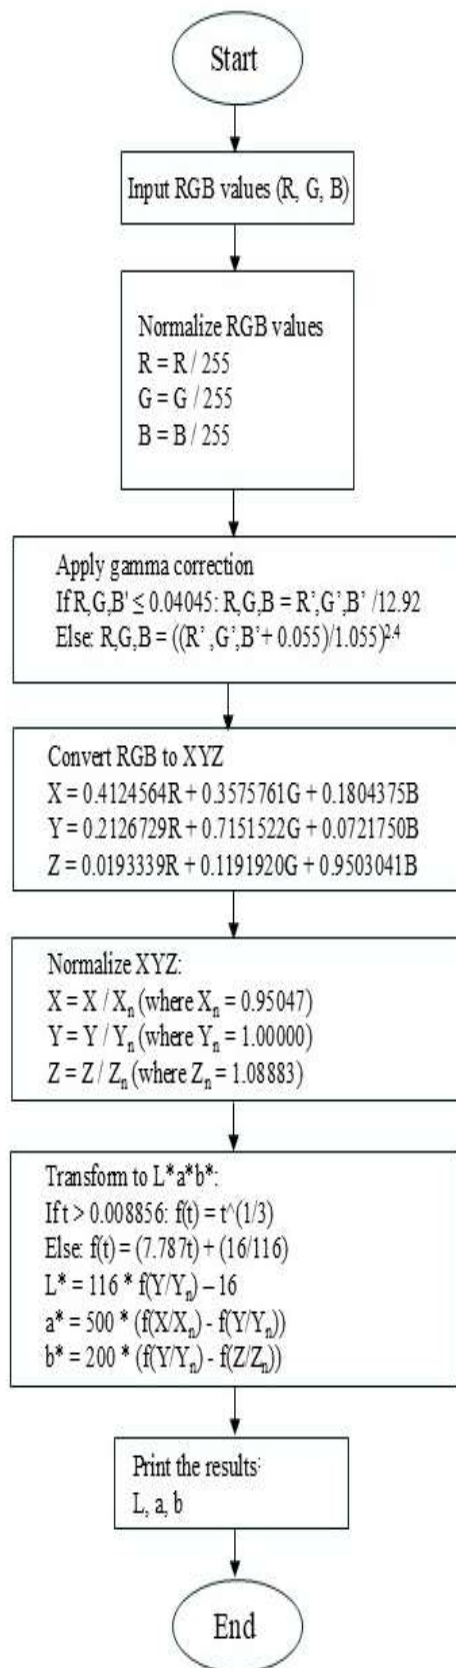 Start
Input RGB values (R, G, B)
Normalize RGB values
R = R / 255
G = G / 255
B = B / 255
Apply gamma correction
If R,G,B' ≤ 0.04045: R,G,B = R',G',B' /12.92
Else: R,G,B = ((R' ,G',B'+ 0.055)/1.055)^2.4
Convert RGB to XYZ
X = 0.4124564R + 0.3575761G + 0.1804375B
Y = 0.2126729R + 0.7151522G + 0.0721750B
Z = 0.0193339R + 0.1191920G + 0.9503041B
Normalize XYZ:
X = X / Xₙ (where Xₙ = 0.95047)
Y = Y / Yₙ (where Yₙ = 1.00000)
Z = Z / Zₙ (where Zₙ = 1.08883)
Transform to L*a*b*:
If t > 0.008856: f(t) = t^(1/3)
Else: f(t) = (7.787t) + (16/116)
L* = 116 * f(Y/Yₙ) – 16
a* = 500 * (f(X/Xₙ) - f(Y/Yₙ))
b* = 200 * (f(Y/Yₙ) - f(Z/Zₙ))
Print the results:
L, a, b
End